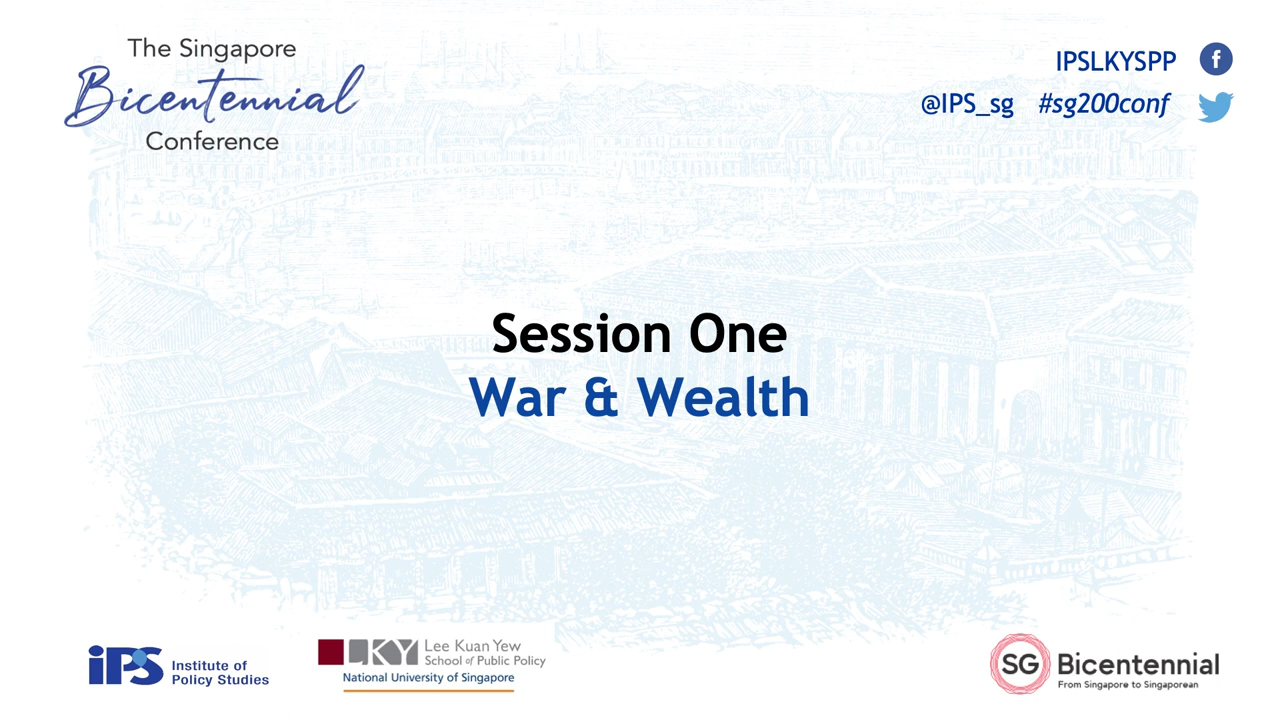 The Singapore
Bicentennial
Conference
IPSLKYSPP f
@IPS_sg #sg200conf
Session One
War & Wealth
iPS Institute of
Policy Studies
LKY Lee Kuan Yew
School of Public Policy
National University of Singapore
SG Bicentennial
From Singapore to Singaporean